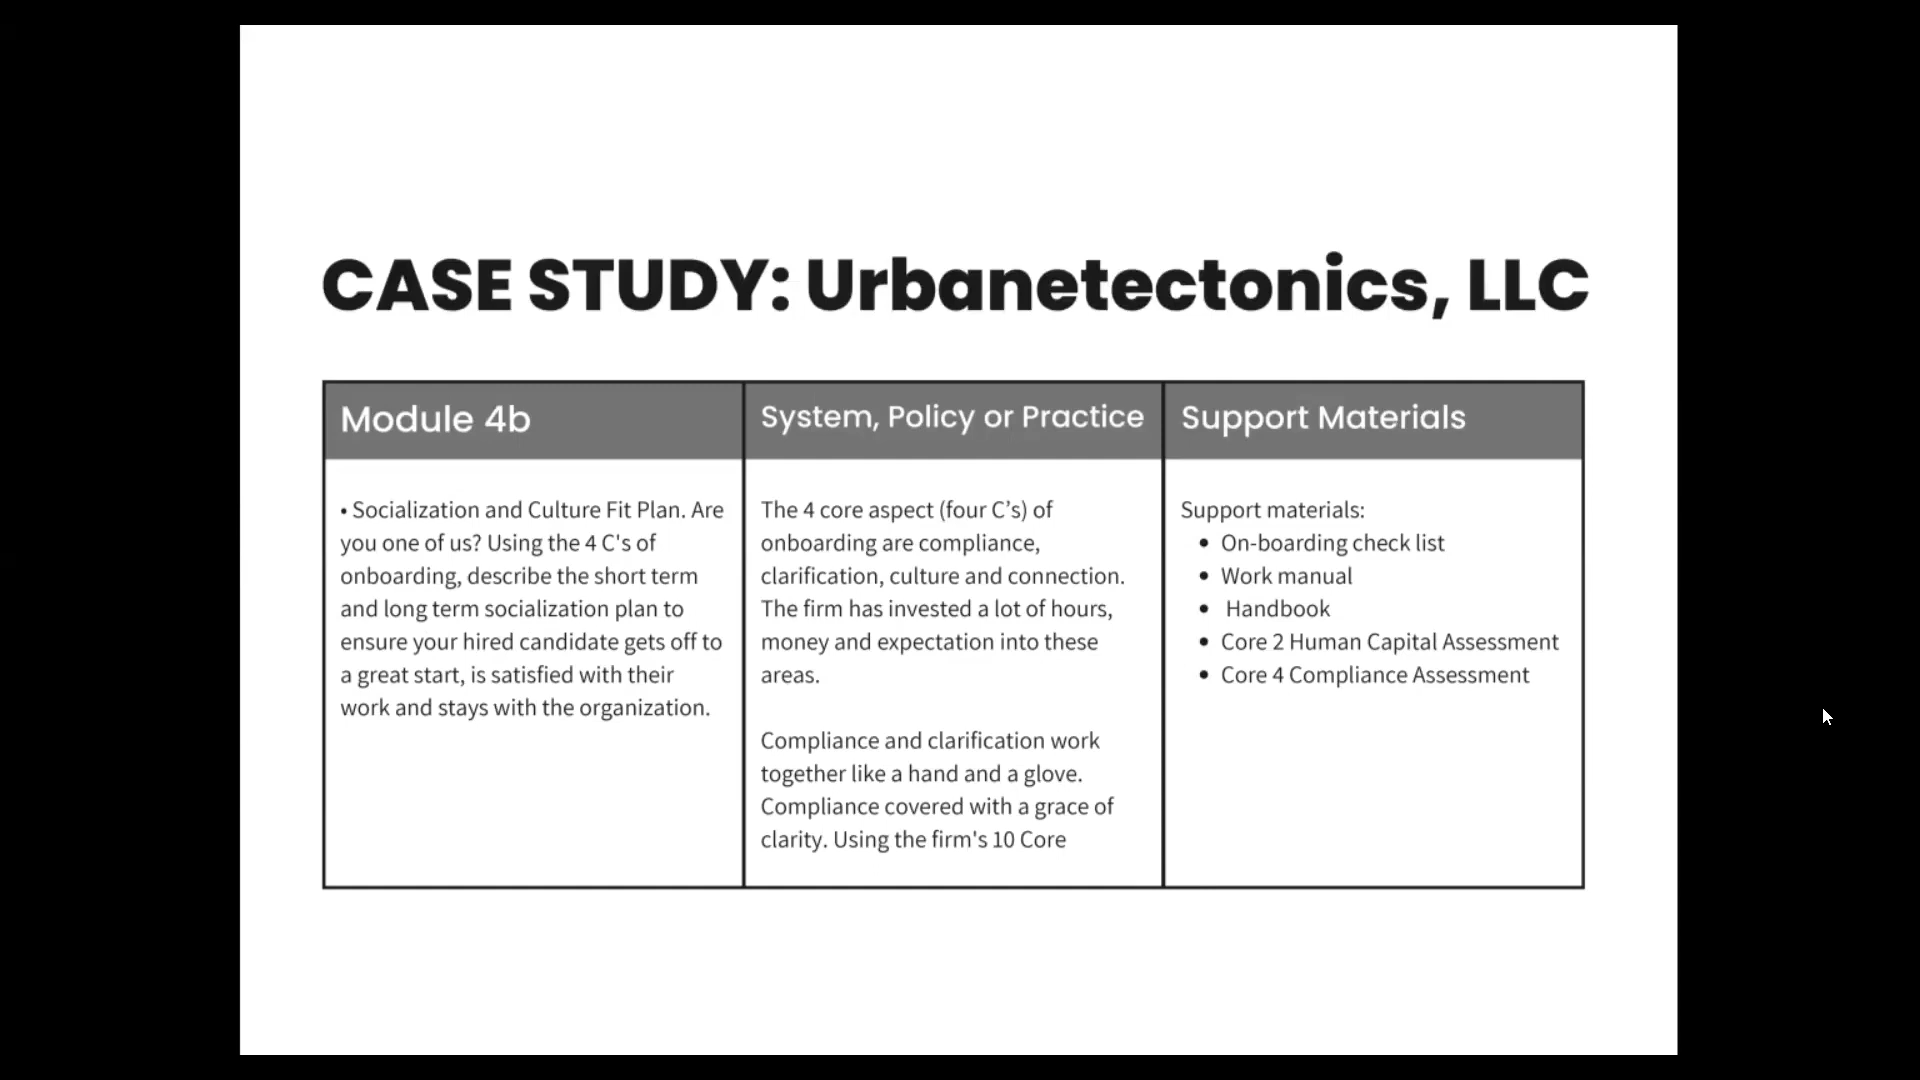 CASE STUDY: Urbanetectonics, LLC
Module 4b
• Socialization and Culture Fit Plan. Are
you one of us? Using the 4 C's of
onboarding, describe the short term
and long term socialization plan to
ensure your hired candidate gets off to
a great start, is satisfied with their
work and stays with the organization.
System, Policy or Practice
The 4 core aspect (four C’s) of
onboarding are compliance,
clarification, culture and connection.
The firm has invested a lot of hours,
money and expectation into these
areas.
Compliance and clarification work
together like a hand and a glove.
Compliance covered with a grace of
clarity. Using the firm's 10 Core
Support Materials
Support materials:
• On-boarding check list
• Work manual
• Handbook
• Core 2 Human Capital Assessment
• Core 4 Compliance Assessment